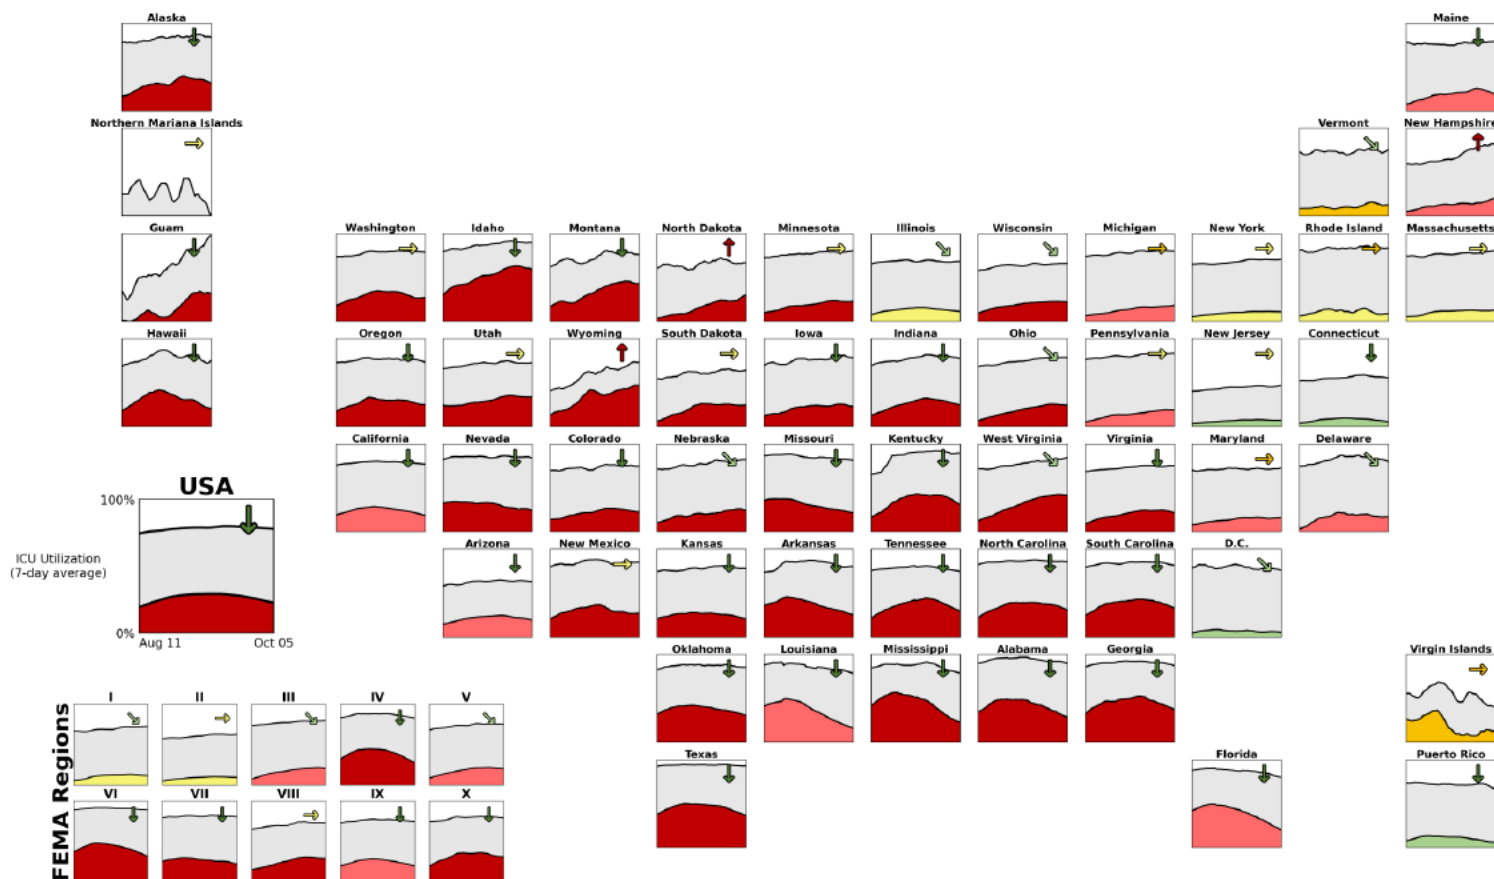 Alaska
Maine
Northern Mariana Islands
Vermont
New Hampshire
Guam
Washington
Idaho
Montana
North Dakota
Minnesota
Illinois
Wisconsin
Michigan
New York
Rhode Island
Massachusetts
Hawaii
Oregon
Utah
Wyoming
South Dakota
Iowa
Indiana
Ohio
Pennsylvania
New Jersey
Connecticut
California
Nevada
Colorado
Nebraska
Missouri
Kentucky
West Virginia
Virginia
Maryland
Delaware
USA
100%
ICU Utilization
(7-day average)
0%
Aug 11
Oct 05
Arizona
New Mexico
Kansas
Arkansas
Tennessee
North Carolina
South Carolina
D.C.
Oklahoma
Louisiana
Mississippi
Alabama
Georgia
Virgin Islands
Texas
Florida
Puerto Rico
FEMA Regions
I
II
III
IV
V
VI
VII
VIII
IX
X